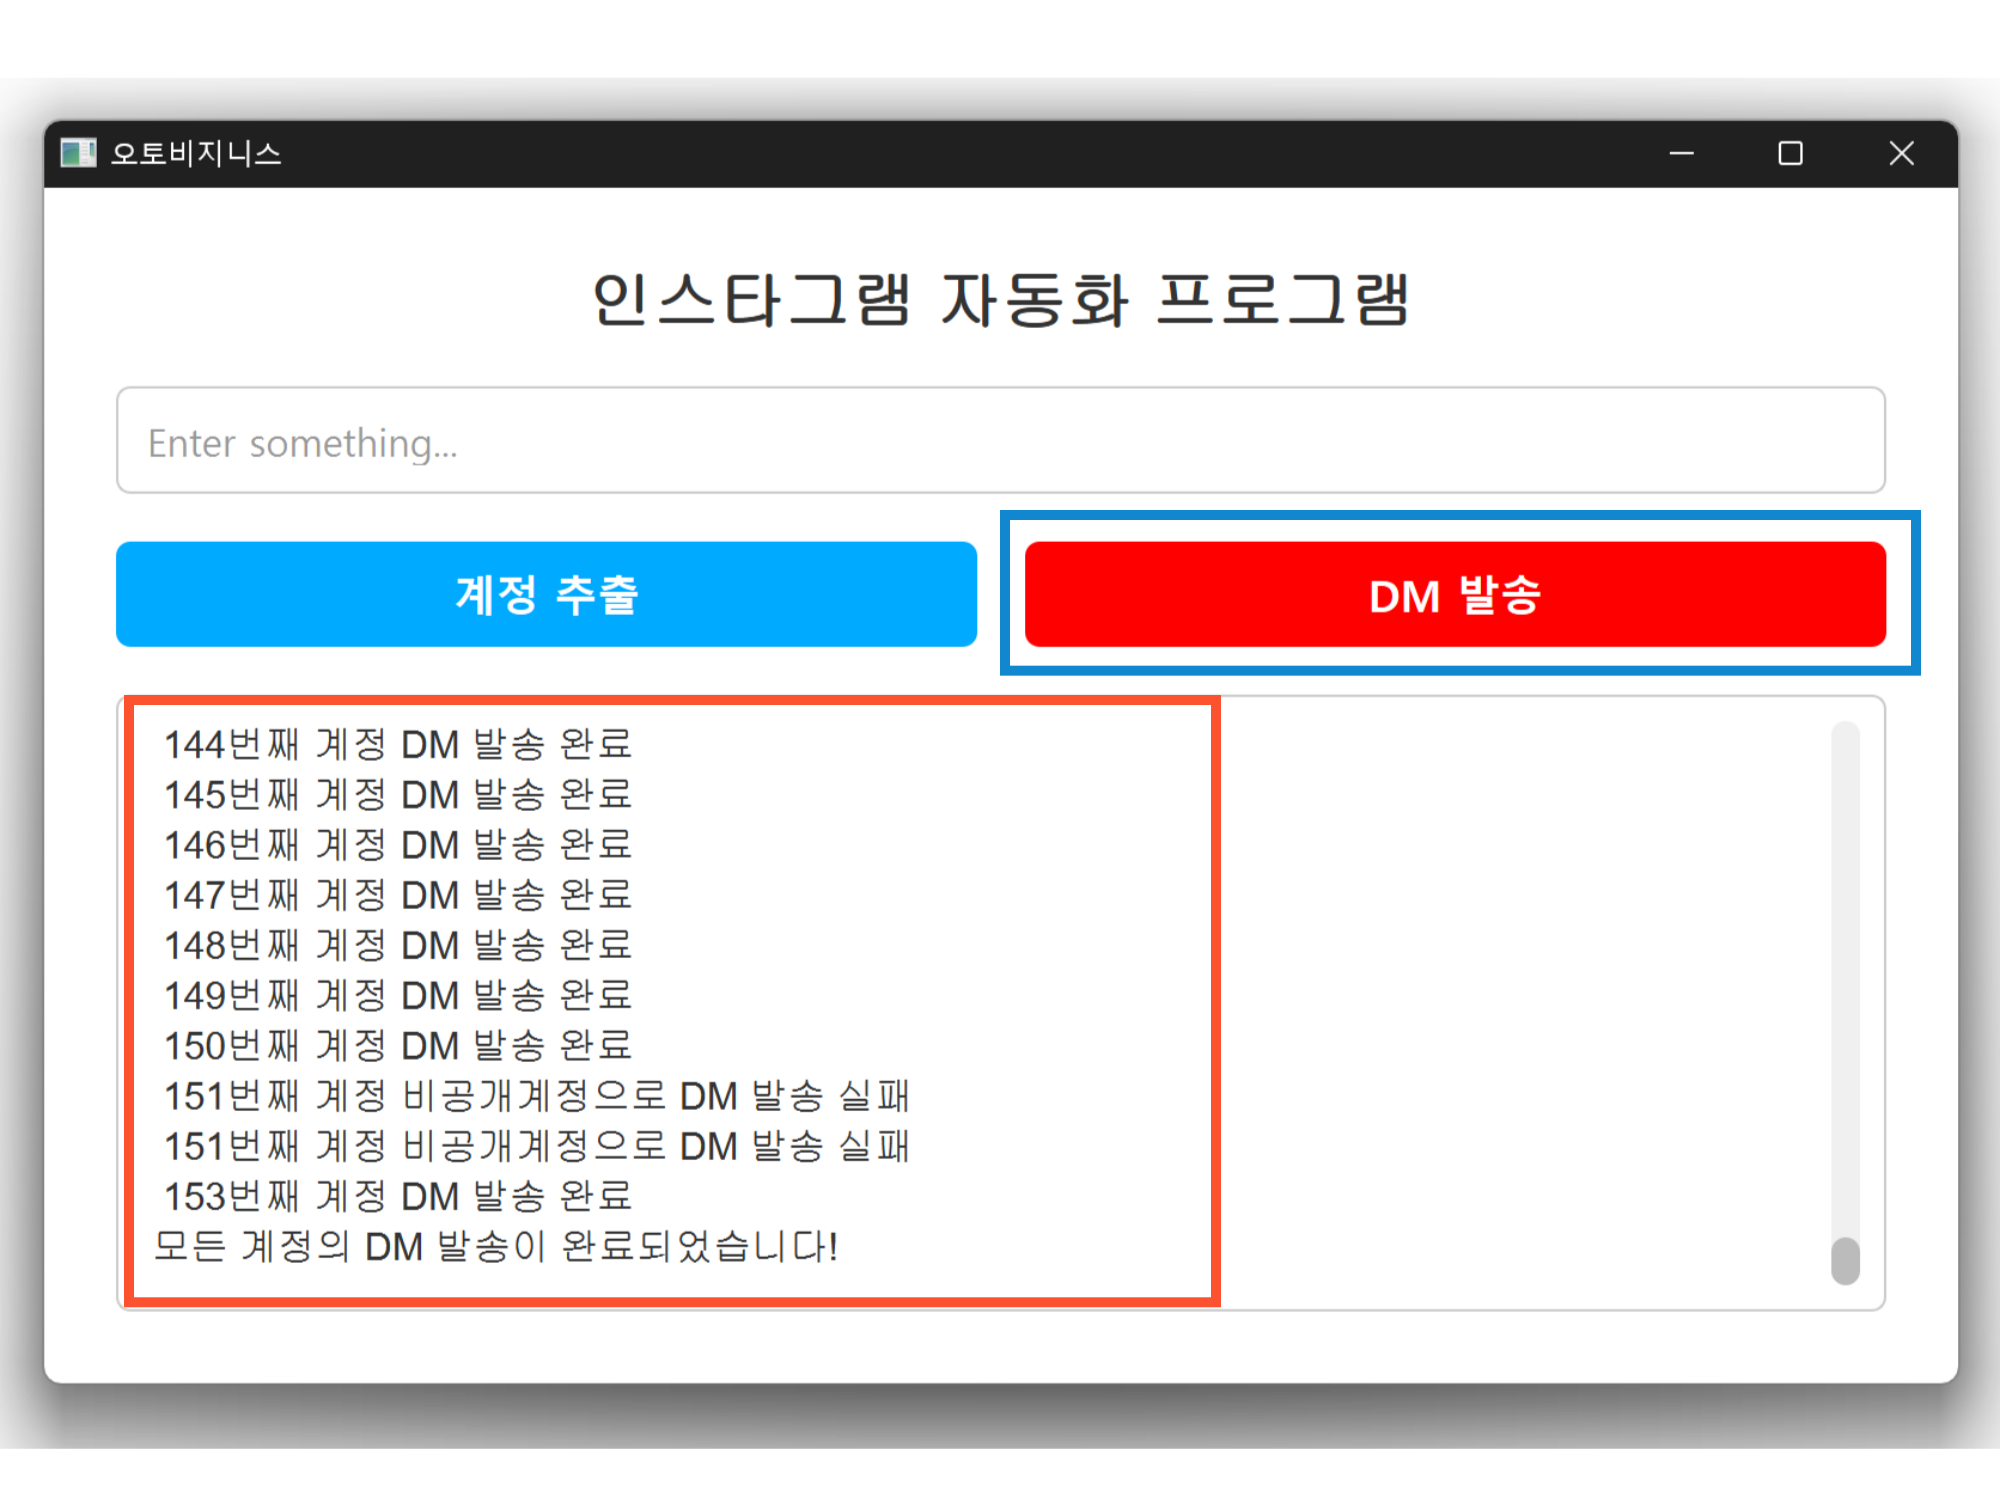 오토비지니스
인스타그램 자동화 프로그램
Enter something...
계정 추출
DM 발송
144번째 계정 DM 발송 완료
145번째 계정 DM 발송 완료
146번째 계정 DM 발송 완료
147번째 계정 DM 발송 완료
148번째 계정 DM 발송 완료
149번째 계정 DM 발송 완료
150번째 계정 DM 발송 완료
151번째 계정 비공개계정으로 DM 발송 실패
151번째 계정 비공개계정으로 DM 발송 실패
153번째 계정 DM 발송 완료
모든 계정의 DM 발송이 완료되었습니다!